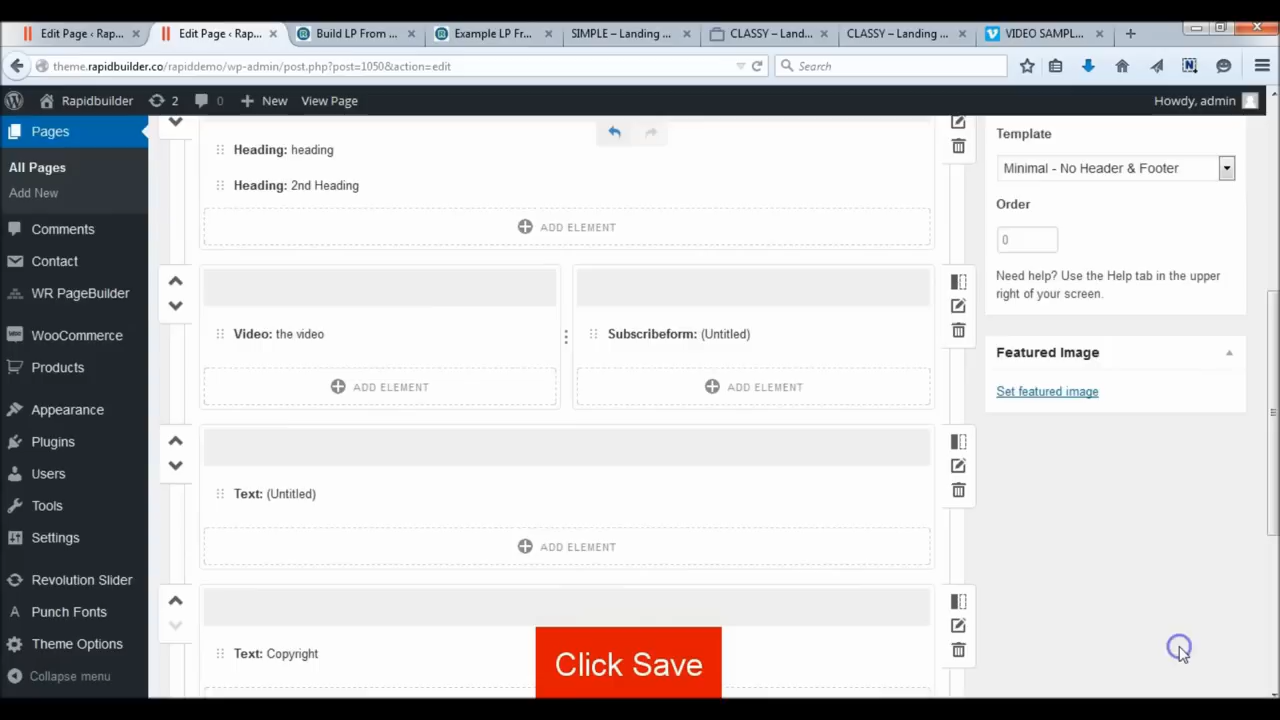 Edit Page ‹ Rap...
Edit Page ‹ Rap...
Build LP From ...
Example LP Fr...
SIMPLE – Landing ...
CLASSY – Land...
CLASSY – Landing ...
VIDEO SAMPL...
theme.rapidbuilder.co/rapiddemo/wp-admin/post.php?post=1050&action=edit
Search
Rapidbuilder
2
0
New
View Page
Howdy, admin
Pages
All Pages
Add New
Comments
Contact
WR PageBuilder
WooCommerce
Products
Appearance
Plugins
Users
Tools
Settings
Revolution Slider
Punch Fonts
Theme Options
Collapse menu
Heading: heading
Heading: 2nd Heading
ADD ELEMENT
Video: the video
Subscribeform: (Untitled)
ADD ELEMENT
ADD ELEMENT
Text: (Untitled)
ADD ELEMENT
Text: Copyright
Click Save
Template
Minimal - No Header & Footer
Order
0
Need help? Use the Help tab in the upper
right of your screen.
Featured Image
Set featured image